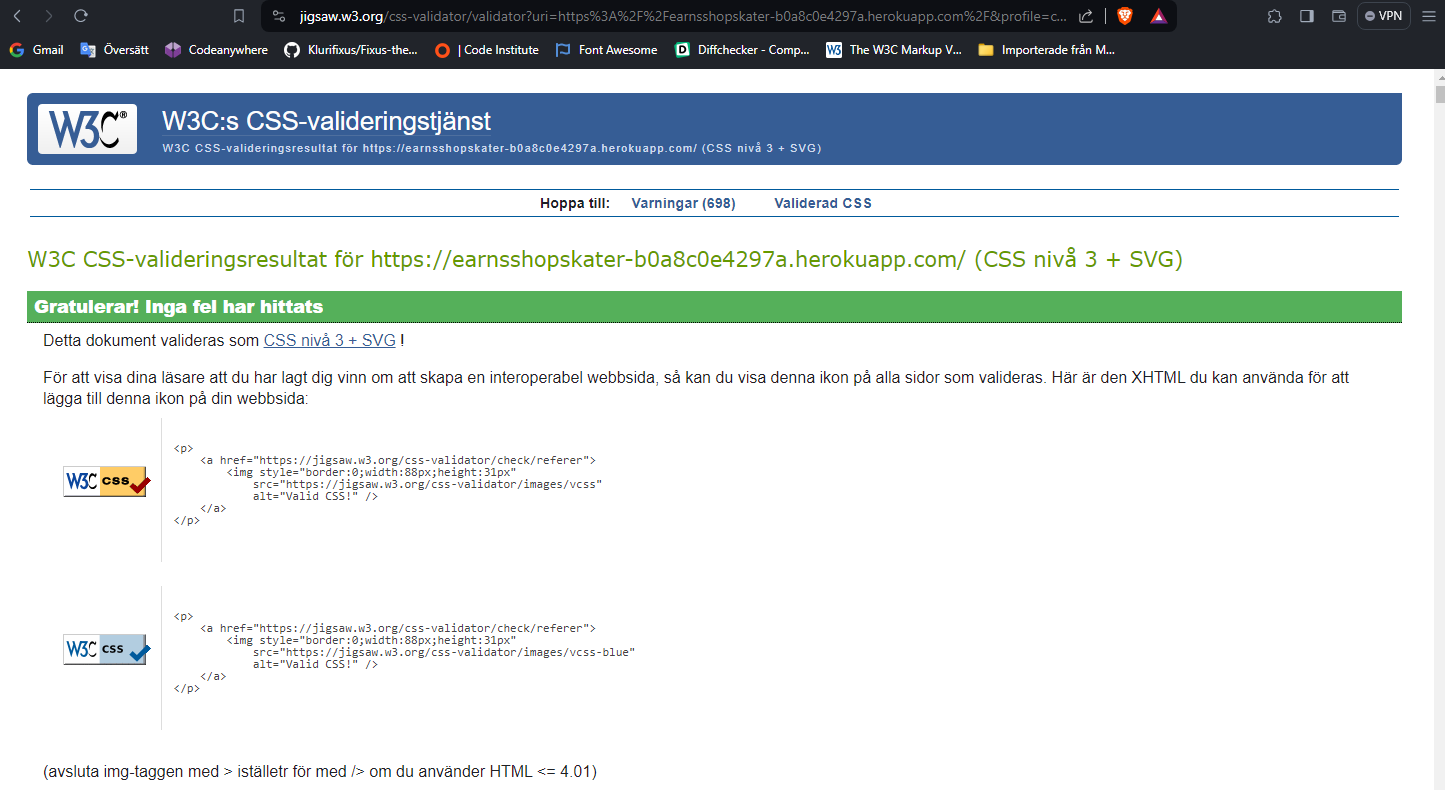 jigsaw.w3.org/css-validator/validator?uri=https%3A%2F%2Fearnsshopskater-b0a8c0e4297a.herokuapp.com%2F&profile=c... VPN
Gmail Översätt Codeanywhere Klurifixus/Fixus-the... | Code Institute Font Awesome Diffchecker - Comp... W3 The W3C Markup V... Importerade från M...
W3C® W3C:s CSS-valideringstjänst
W3C CSS-valideringsresultat för https://earnsshopskater-b0a8c0e4297a.herokuapp.com/ (CSS nivå 3 + SVG)
Hoppa till: Varningar (698) Validerad CSS
W3C CSS-valideringsresultat för https://earnsshopskater-b0a8c0e4297a.herokuapp.com/ (CSS nivå 3 + SVG)
Gratulerar! Inga fel har hittats
Detta dokument valideras som CSS nivå 3 + SVG !
För att visa dina läsare att du har lagt dig vinn om att skapa en interoperabel webbsida, så kan du visa denna ikon på alla sidor som valideras. Här är den XHTML du kan använda för att
lägga till denna ikon på din webbsida:
W3C css
<p>
<a href="https://jigsaw.w3.org/css-validator/check/referer">
<img style="border:0;width:88px;height:31px"
src="https://jigsaw.w3.org/css-validator/images/vcss"
alt="Valid CSS!" />
</a>
</p>
W3C css
<p>
<a href="https://jigsaw.w3.org/css-validator/check/referer">
<img style="border:0;width:88px;height:31px"
src="https://jigsaw.w3.org/css-validator/images/vcss-blue"
alt="Valid CSS!" />
</a>
</p>
(avsluta img-taggen med > iställetr för med /> om du använder HTML <= 4.01)